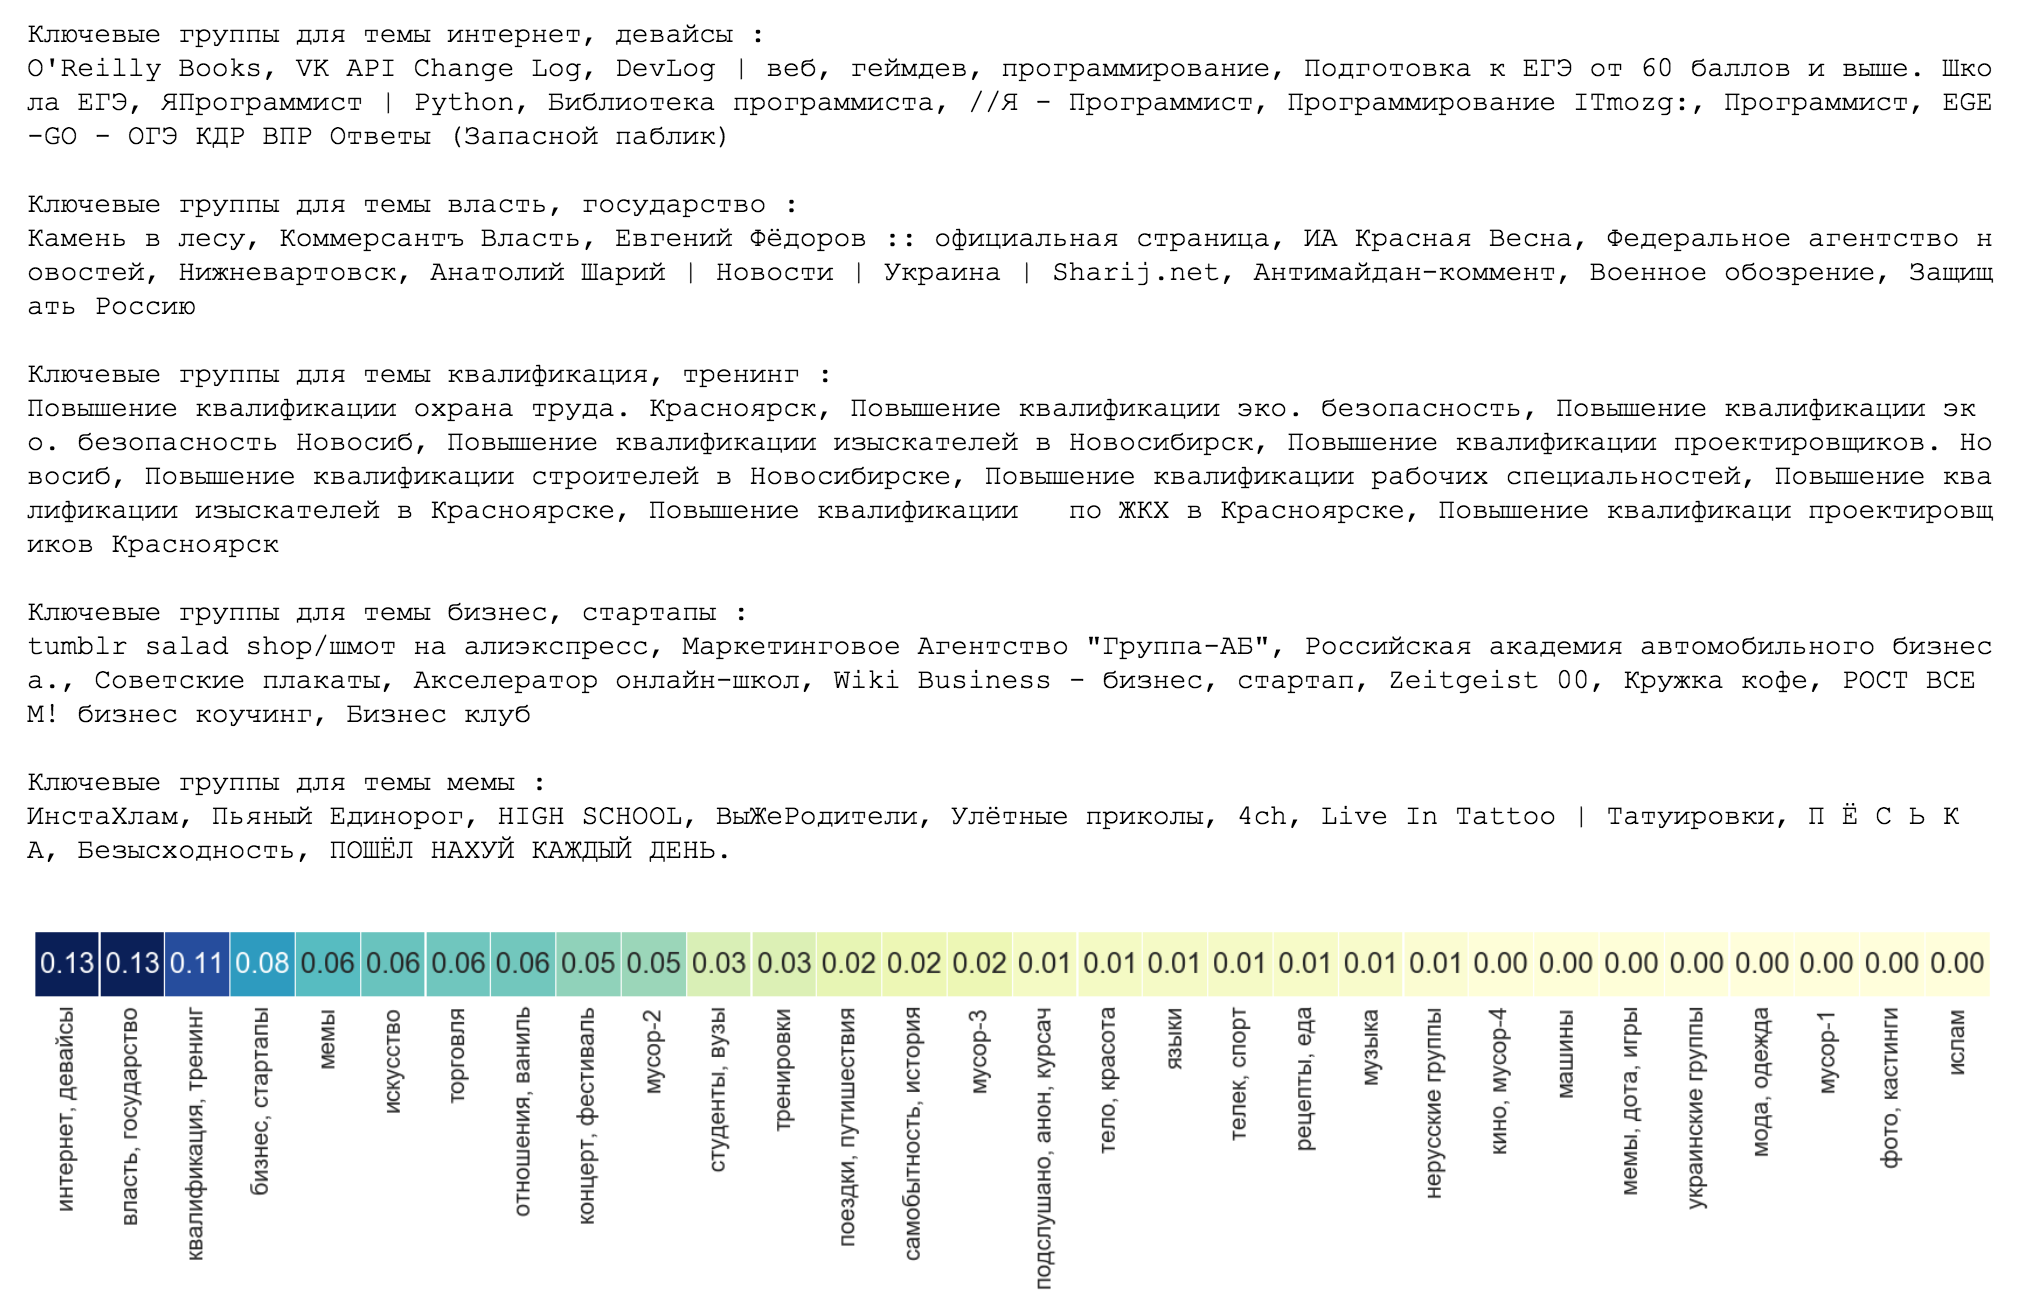 Ключевые группы для темы интернет, девайсы :
O'Reilly Books, VK API Change Log, DevLog | веб, геймдев, программирование, Подготовка к ЕГЭ от 60 баллов и выше. Шко
ла ЕГЭ, ЯПрограммист | Python, Библиотека программиста, //Я - Программист, Программирование ITmozg:, Программист, EGE
-GO - ОГЭ КДР ВПР Ответы (Запасной паблик)
Ключевые группы для темы власть, государство :
Камень в лесу, Коммерсантъ Власть, Евгений Фёдоров :: официальная страница, ИА Красная Весна, Федеральное агентство н
овостей, Нижневартовск, Анатолий Шарий | Новости | Украина | Sharij.net, Антимайдан-коммент, Военное обозрение, Защищ
ать Россию
Ключевые группы для темы квалификация, тренинг :
Повышение квалификации охрана труда. Красноярск, Повышение квалификации эко. безопасность, Повышение квалификации эк
о. безопасность Новосиб, Повышение квалификации изыскателей в Новосибирск, Повышение квалификации проектировщиков. Но
восиб, Повышение квалификации строителей в Новосибирске, Повышение квалификации рабочих специальностей, Повышение ква
лификации изыскателей в Красноярске, Повышение квалификации   по ЖКХ в Красноярске, Повышение квалификаци проектировщ
иков Красноярск
Ключевые группы для темы бизнес, стартапы :
tumblr salad shop/шмот на алиэкспресс, Маркетинговое Агентство "Группа-АБ", Российская академия автомобильного бизнес
а., Советские плакаты, Акселератор онлайн-школ, Wiki Business - бизнес, стартап, Zeitgeist 00, Кружка кофе, РОСТ ВСЕ
М! бизнес коучинг, Бизнес клуб
Ключевые группы для темы мемы :
ИнстаХлам, Пьяный Единорог, HIGH SCHOOL, ВыЖеРодители, Улётные приколы, 4ch, Live In Tattoo | Татуировки, П Ё С Ь К
А, Безысходность, ПОШЁЛ НАХУЙ КАЖДЫЙ ДЕНЬ.
0.13 0.13 0.11 0.08 0.06 0.06 0.06 0.06 0.05 0.05 0.03 0.03 0.02 0.02 0.02 0.01 0.01 0.01 0.01 0.01 0.01 0.01 0.00 0.00 0.00 0.00 0.00 0.00 0.00 0.00
интернет, девайсы
власть, государство
квалификация, тренинг
бизнес, стартапы
мемы
искусство
торговля
отношения, ваниль
концерт, фестиваль
мусор-2
студенты, вузы
тренировки
поездки, путишествия
самобытность, история
мусор-3
подслушано, анон, курсач
тело, красота
языки
телек, спорт
рецепты, еда
музыка
нерусские группы
кино, мусор-4
машины
мемы, дота, игры
украинские группы
мода, одежда
мусор-1
фото, кастинги
ислам